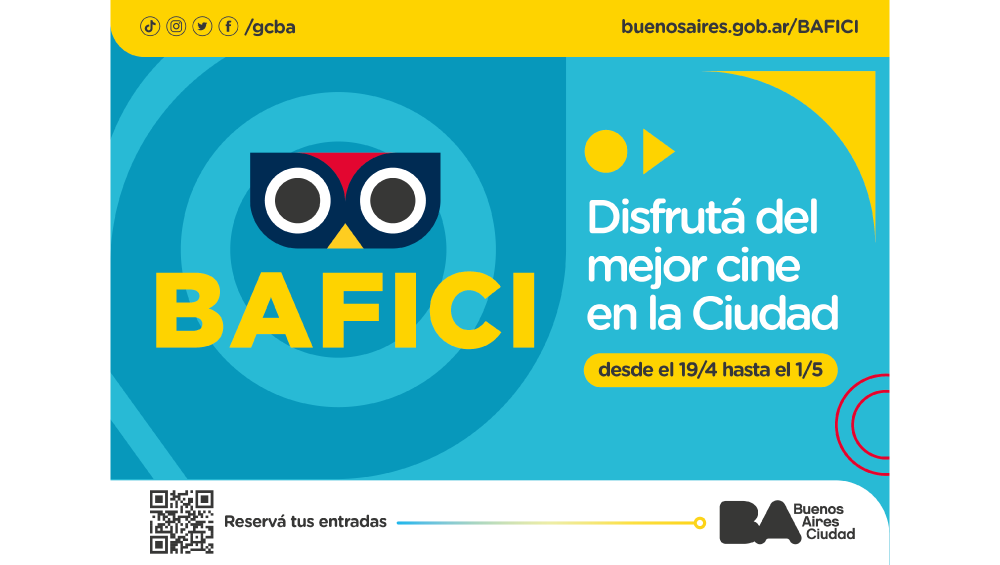 /gcba
buenosaires.gob.ar/BAFICI
BAFICI
Disfrutá del
mejor cine
en la Ciudad
desde el 19/4 hasta el 1/5
Reservá tus entradas
BA
Buenos
Aires
Ciudad